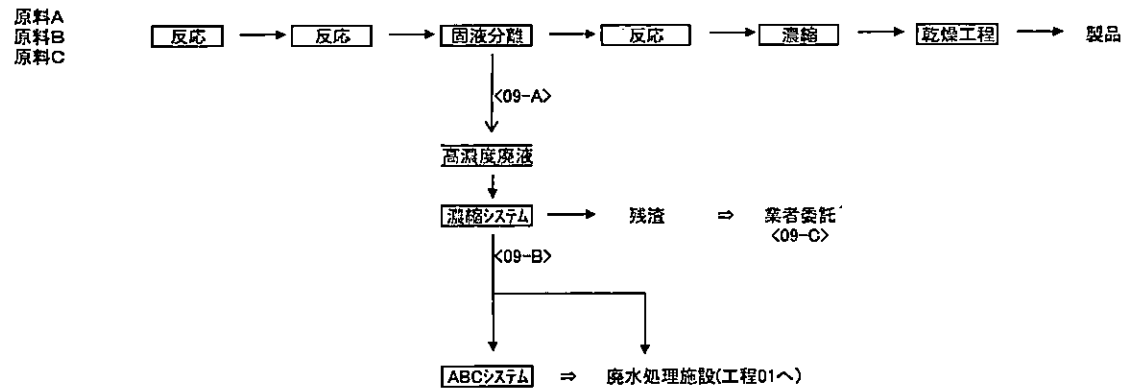 原料A
原料B
原料C
反応 → 反応 → 固液分離 → 反応 → 濃縮 → 乾燥工程 → 製品
<09-A>
高濃度廃液
濃縮システム → 残渣 ⇒ 業者委託
<09-C>
<09-B>
ABCシステム ⇒ 廃水処理施設(工程01へ)